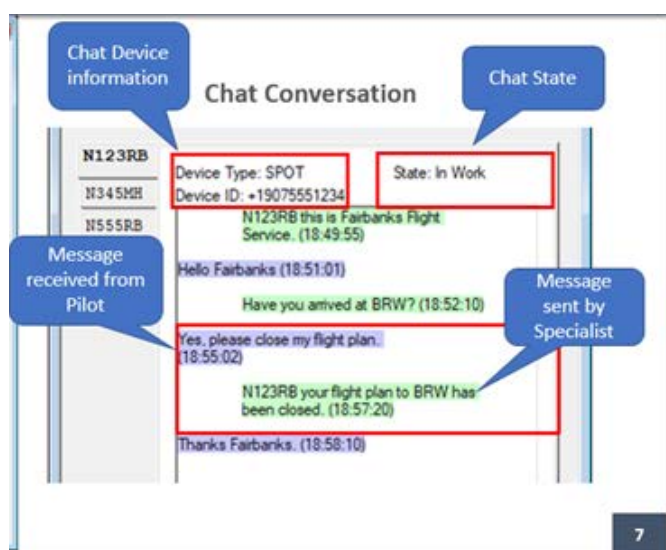 Chat Device
information
Chat State
Chat Conversation
N123RB
N345MH
N555RB
Device Type: SPOT
Device ID: +19075551234
State: In Work
N123RB this is Fairbanks Flight
Service. (18:49:55)
Message
received from
Pilot
Hello Fairbanks (18:51:01)
Have you arrived at BRW? (18:52:10)
Message
sent by
Specialist
Yes, please close my flight plan.
(18:55:02)
N123RB your flight plan to BRW has
been closed. (18:57:20)
Thanks Fairbanks. (18:58:10)
7